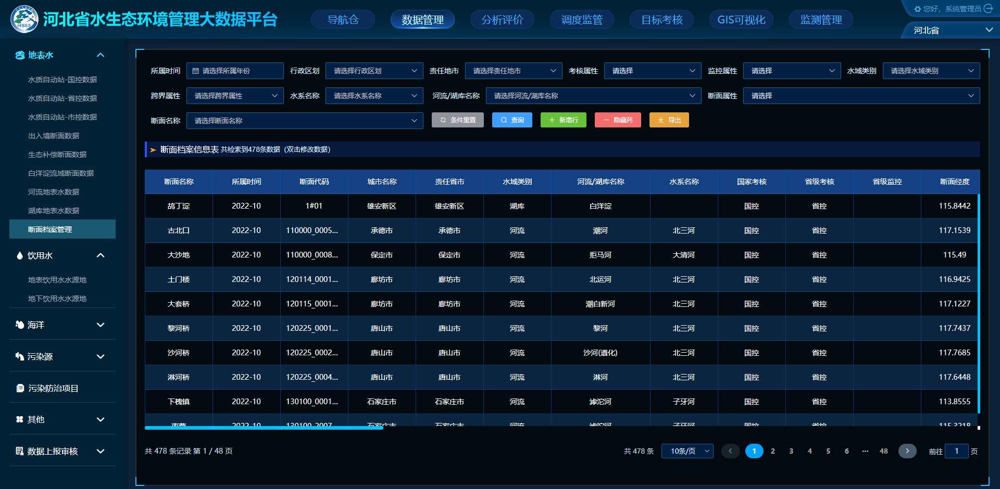 河北省水生态环境管理大数据平台
导航仓 数据管理 分析评价 调度监管 目标考核 GIS可视化 监测管理
您好，系统管理员
河北省
HBEE
地表水
水质自动站-国控数据
水质自动站-省控数据
水质自动站-市控数据
出入境断面数据
生态补偿断面数据
白洋淀流域断面数据
河流地表水数据
湖库地表水数据
断面档案管理
饮用水
地表饮用水水源地
地下饮用水水源地
海洋
污染源
污染防治项目
其他
数据上报审核
所属时间 请选择所属年份 行政区划 请选择行政区划 责任地市 请选择责任地市 考核属性 请选择 监控属性 请选择 水域类别 请选择水域类别
跨界属性 请选择跨界属性 水系名称 请选择水系名称 河流/湖库名称 请选择河流/湖库名称 断面属性 请选择
断面名称 请选择断面名称 条件重置 查询 新增行 隐藏列 导出
断面档案信息表 共检索到478条数据（双击修改数据）
断面名称 所属时间 断面代码 城市名称 责任省市 水域类别 河流/湖库名称 水系名称 国家考核 省级考核 省级监控 断面经度
鸪丁淀 2022-10 1#01 雄安新区 雄安新区 湖库 白洋淀 国控 省控 115.8442
古北口 2022-10 110000_0005... 承德市 承德市 河流 潮河 北三河 国控 省控 117.1539
大沙地 2022-10 110000_0008... 保定市 保定市 河流 拒马河 大清河 国控 省控 115.49
土门楼 2022-10 120114_0001... 廊坊市 廊坊市 河流 北运河 北三河 国控 省控 116.9425
大套桥 2022-10 120115_0001... 廊坊市 廊坊市 河流 潮白新河 北三河 国控 省控 117.1227
黎河桥 2022-10 120225_0001... 唐山市 唐山市 河流 黎河 北三河 国控 省控 117.7437
沙河桥 2022-10 120225_0002... 唐山市 唐山市 河流 沙河(遵化) 北三河 国控 省控 117.7685
淋河桥 2022-10 120225_0004... 唐山市 唐山市 河流 淋河 北三河 国控 省控 117.6448
下槐镇 2022-10 130100_0001... 石家庄市 石家庄市 河流 滹沱河 子牙河 国控 省控 113.8555
2022-10 130100_2007... 石家庄市 石家庄市 河流 滹沱河 子牙河 国控 省控 115.3218
共 478 条记录 第 1 / 48 页
共 478 条 10条/页 1 2 3 4 5 6 ... 48 前往 1 页